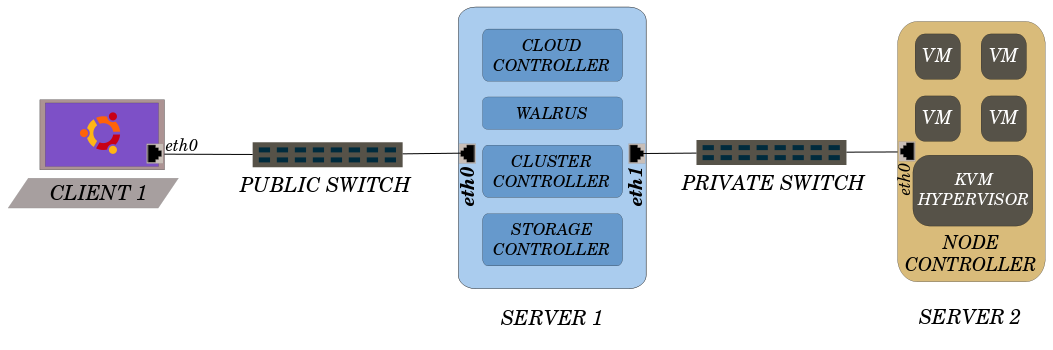 eth0
CLIENT 1
PUBLIC SWITCH
eth0
CLOUD
CONTROLLER
WALRUS
CLUSTER
CONTROLLER
STORAGE
CONTROLLER
eth1
SERVER 1
PRIVATE SWITCH
eth0
VM
VM
VM
VM
KVM
HYPERVISOR
NODE
CONTROLLER
SERVER 2